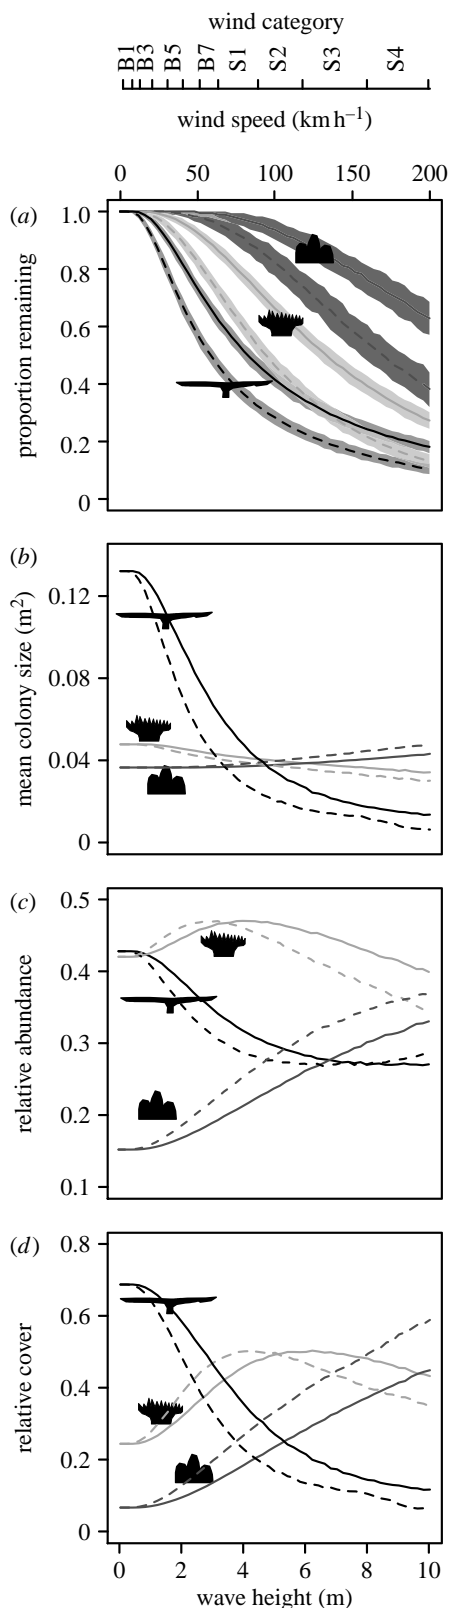 wind category
B1 B3 B5 B7 S1 S2 S3 S4
wind speed (km h⁻¹)
0 50 100 150 200
(a)
proportion remaining
1.0
0.8
0.6
0.4
0.2
0
(b)
mean colony size (m²)
0.12
0.08
0.04
0
(c)
relative abundance
0.5
0.4
0.3
0.2
0.1
(d)
relative cover
0.8
0.6
0.4
0.2
0
0 2 4 6 8 10
wave height (m)